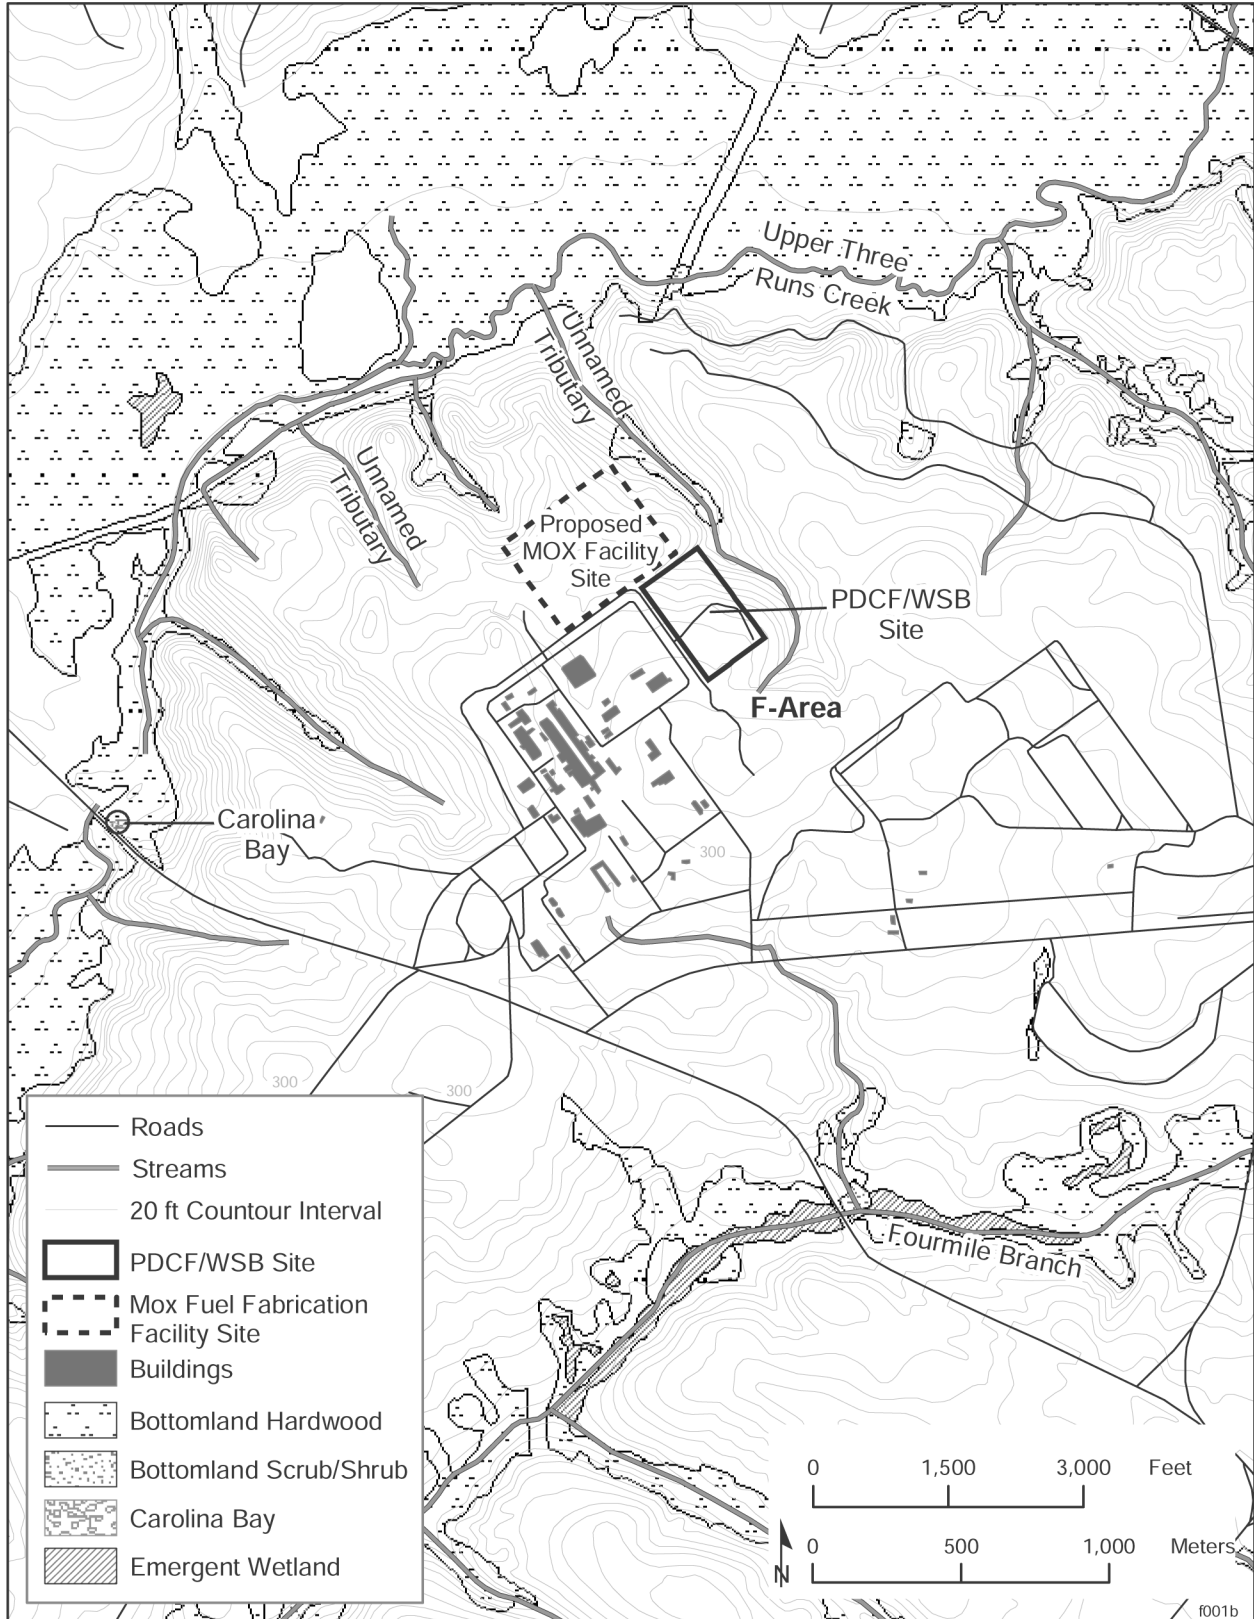 Upper Three
Runs Creek
Unnamed
Tributary
Unnamed
Tributary
Proposed
MOX Facility
Site
PDCF/WSB
Site
F-Area
Carolina
Bay
300
300
300
Fourmile Branch
Roads
Streams
20 ft Countour Interval
PDCF/WSB Site
Mox Fuel Fabrication
Facility Site
Buildings
Bottomland Hardwood
Bottomland Scrub/Shrub
Carolina Bay
Emergent Wetland
0 1,500 3,000 Feet
0 500 1,000 Meters
N
f001b